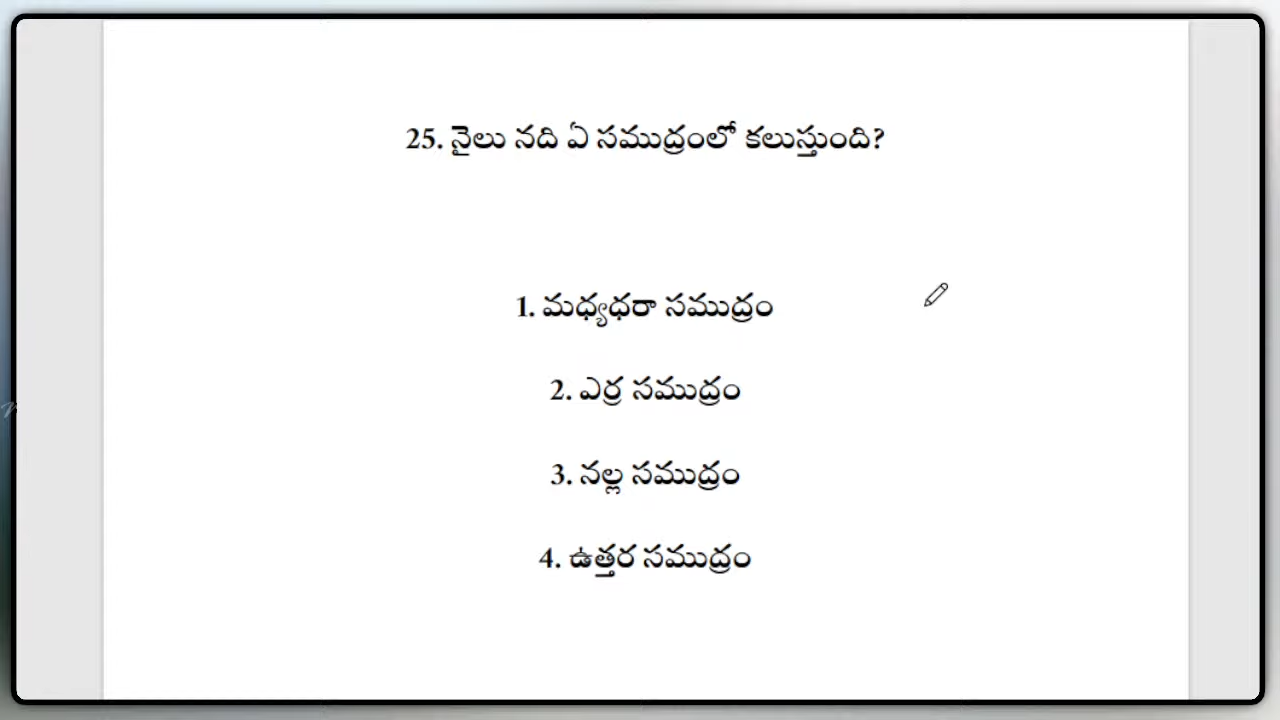 25. నైలు నది ఏ సముద్రంలో కలుస్తుంది?
1. మధ్యధరా సముద్రం
2. ఎర్ర సముద్రం
3. నల్ల సముద్రం
4. ఉత్తర సముద్రం